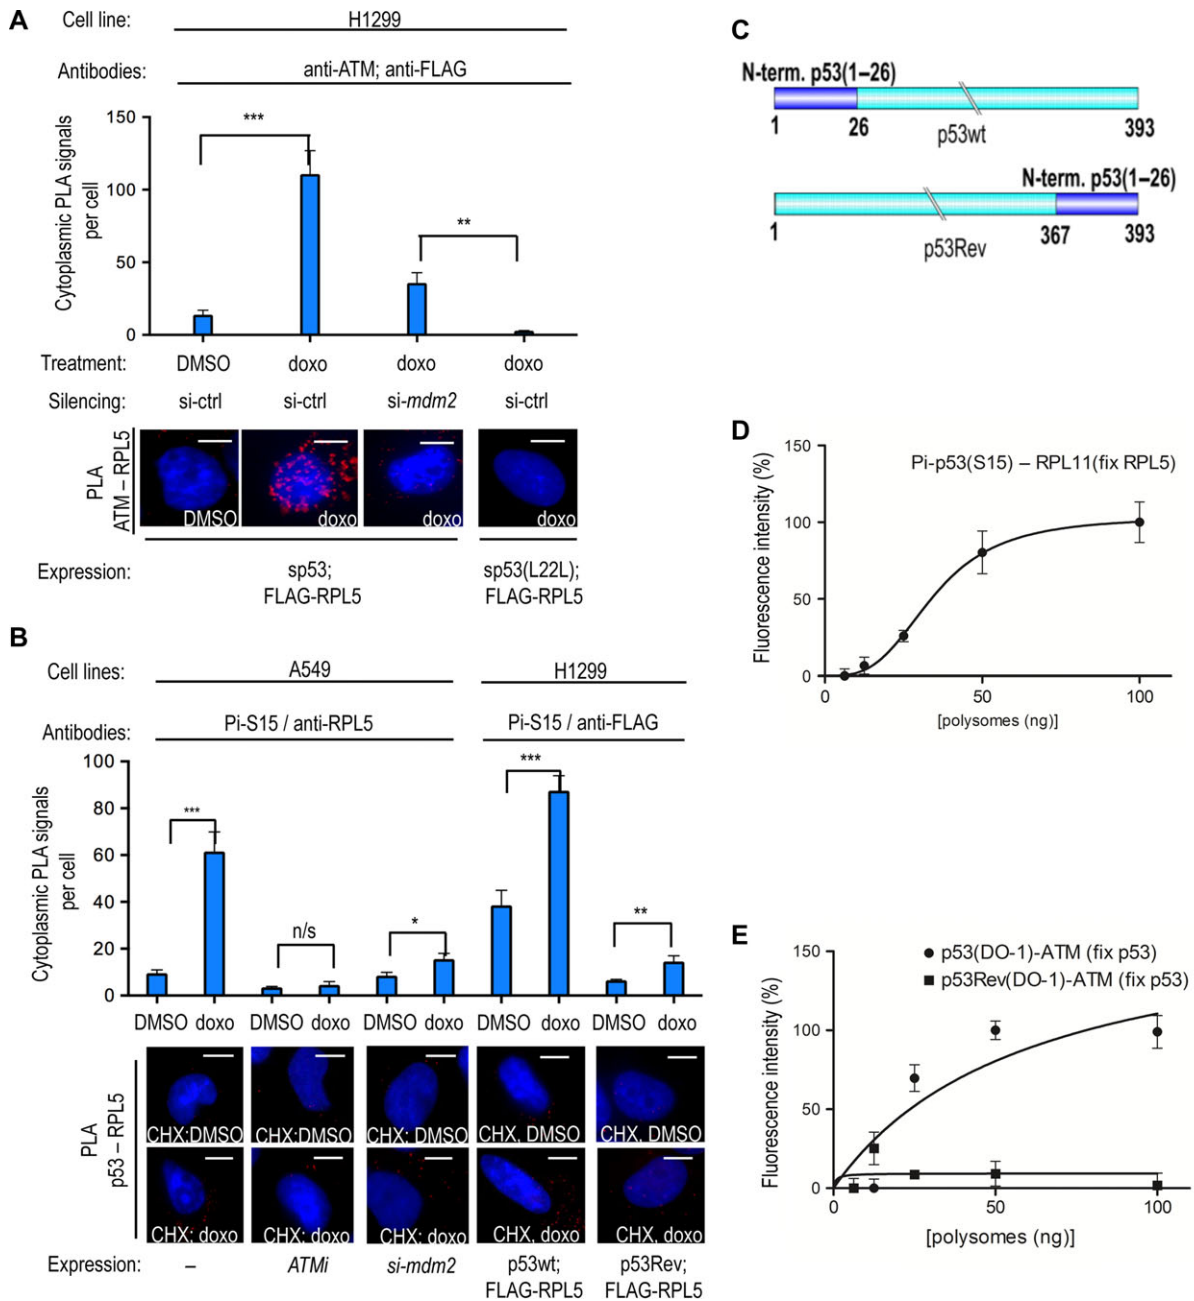 A
Cell line:
H1299
Antibodies:
anti-ATM; anti-FLAG
Cytoplasmic PLA signals
per cell
150
100
50
0
***
**
Treatment:
DMSO
doxo
doxo
doxo
Silencing:
si-ctrl
si-ctrl
si-mdm2
si-ctrl
PLA
ATM – RPL5
DMSO
doxo
doxo
doxo
Expression:
sp53;
FLAG-RPL5
sp53(L22L);
FLAG-RPL5
B
Cell lines:
A549
H1299
Antibodies:
Pi-S15 / anti-RPL5
Pi-S15 / anti-FLAG
Cytoplasmic PLA signals
per cell
100
80
60
40
20
0
***
n/s
*
***
**
DMSO doxo
DMSO doxo
DMSO doxo
DMSO doxo
DMSO doxo
PLA
p53 – RPL5
CHX:DMSO
CHX:DMSO
CHX: DMSO
CHX, DMSO
CHX, DMSO
CHX: doxo
CHX: doxo
CHX: doxo
CHX, doxo
CHX, doxo
Expression:
–
ATMi
si-mdm2
p53wt;
FLAG-RPL5
p53Rev;
FLAG-RPL5
C
N-term. p53(1–26)
1
26
p53wt
393
N-term. p53(1–26)
1
p53Rev
367
393
D
Pi-p53(S15) – RPL11(fix RPL5)
Fluorescence intensity (%)
150
100
50
0
0
50
100
[polysomes (ng)]
E
p53(DO-1)-ATM (fix p53)
p53Rev(DO-1)-ATM (fix p53)
Fluorescence intensity (%)
150
100
50
0
0
50
100
[polysomes (ng)]